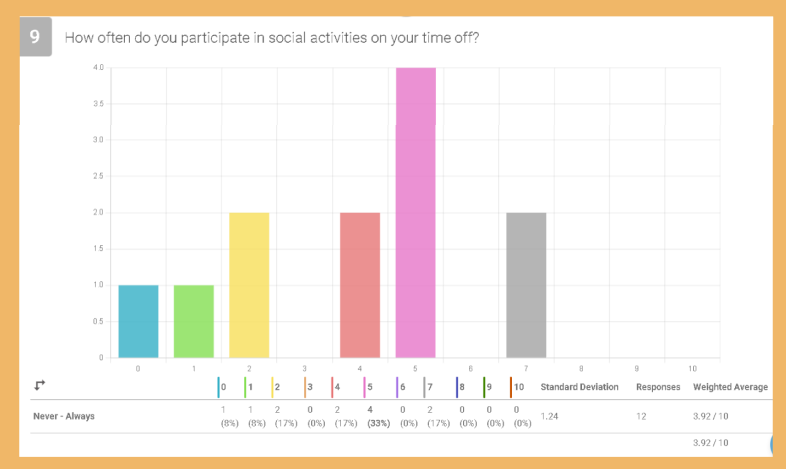 9
How often do you participate in social activities on your time off?
4.0
3.5
3.0
2.5
2.0
1.5
1.0
0.5
0
0 1 2 3 4 5 6 7 8 9 10
0 1 2 3 4 5 6 7 8 9 10 Standard Deviation Responses Weighted Average
Never - Always 1 (8%) 1 (8%) 2 (17%) 0 (0%) 2 (17%) 4 (33%) 0 (0%) 2 (17%) 0 (0%) 0 (0%) 0 (0%) 1.24 12 3.92 / 10
3.92 / 10